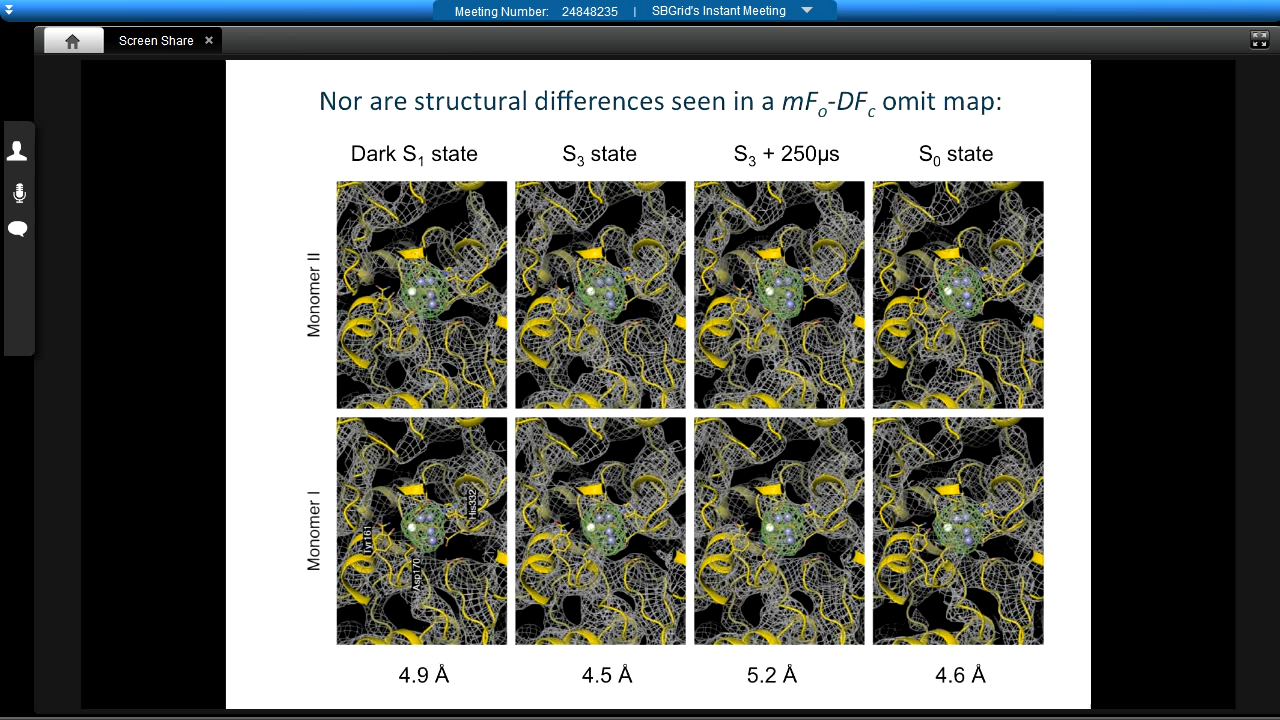 Meeting Number: 24848235 | SBGrid's Instant Meeting
Screen Share ×
Nor are structural differences seen in a mFo-DFc omit map:
Dark S1 state S3 state S3 + 250µs S0 state
Monomer II
Monomer I
His332
Tyr161
Asp170
4.9 Å 4.5 Å 5.2 Å 4.6 Å